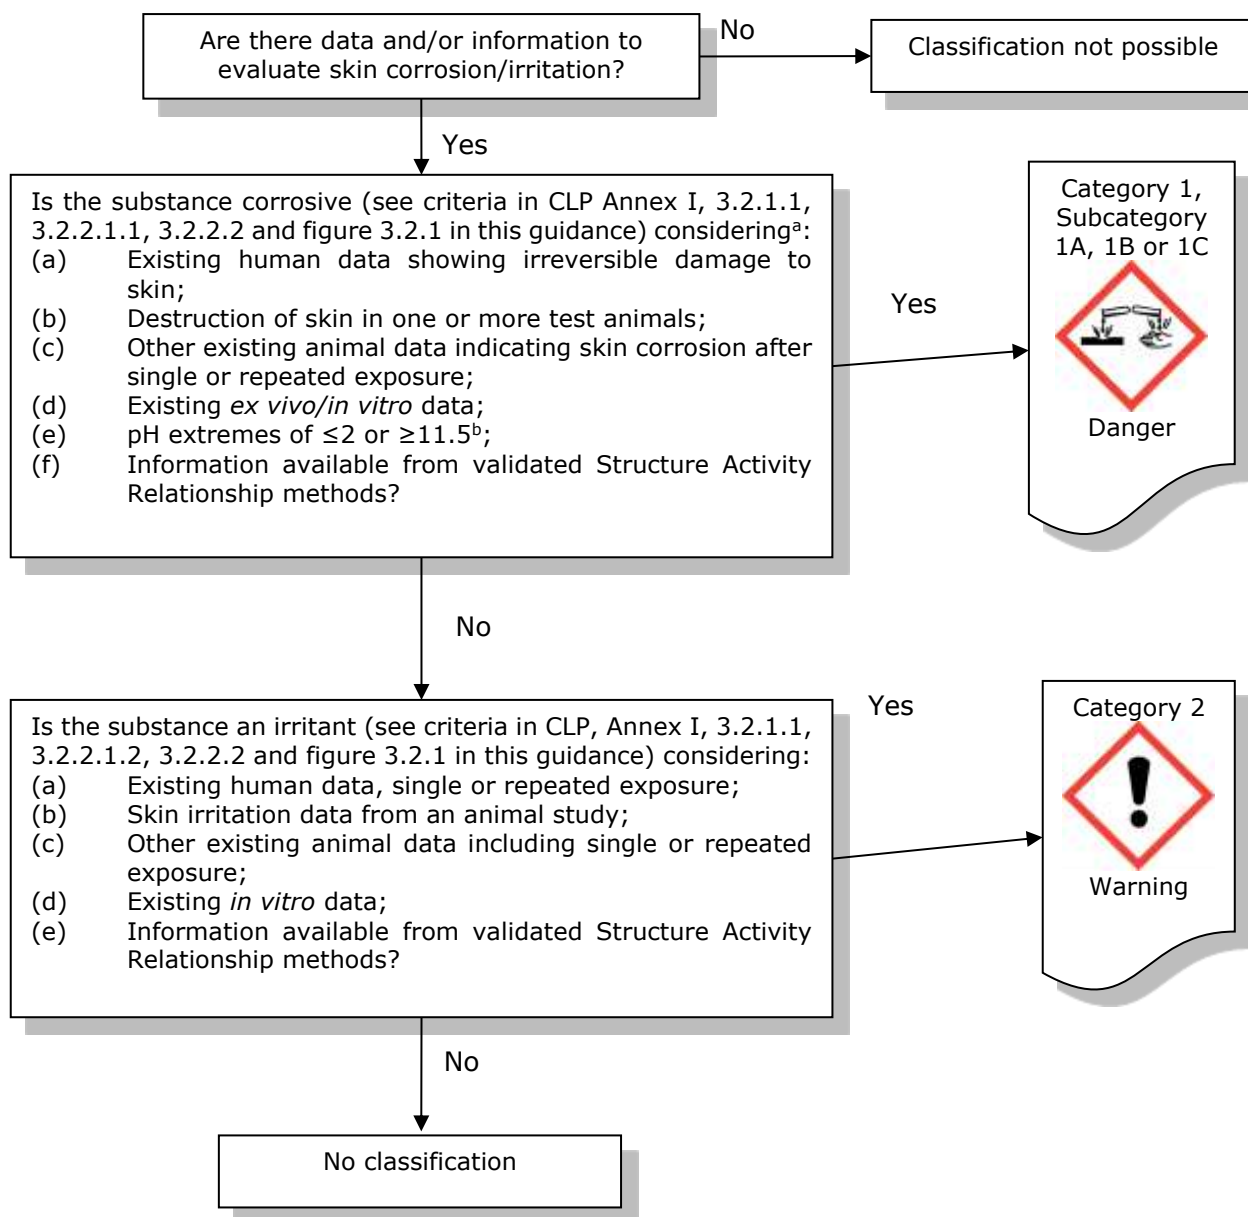 Are there data and/or information to
evaluate skin corrosion/irritation?
No
Classification not possible
Yes
Is the substance corrosive (see criteria in CLP Annex I, 3.2.1.1,
3.2.2.1.1, 3.2.2.2 and figure 3.2.1 in this guidance) consideringᵃ:
(a) Existing human data showing irreversible damage to
skin;
(b) Destruction of skin in one or more test animals;
(c) Other existing animal data indicating skin corrosion after
single or repeated exposure;
(d) Existing ex vivo/in vitro data;
(e) pH extremes of ≤2 or ≥11.5ᵇ;
(f) Information available from validated Structure Activity
Relationship methods?
Yes
Category 1,
Subcategory
1A, 1B or 1C
Danger
No
Is the substance an irritant (see criteria in CLP, Annex I, 3.2.1.1,
3.2.2.1.2, 3.2.2.2 and figure 3.2.1 in this guidance) considering:
(a) Existing human data, single or repeated exposure;
(b) Skin irritation data from an animal study;
(c) Other existing animal data including single or repeated
exposure;
(d) Existing in vitro data;
(e) Information available from validated Structure Activity
Relationship methods?
Yes
Category 2
Warning
No
No classification